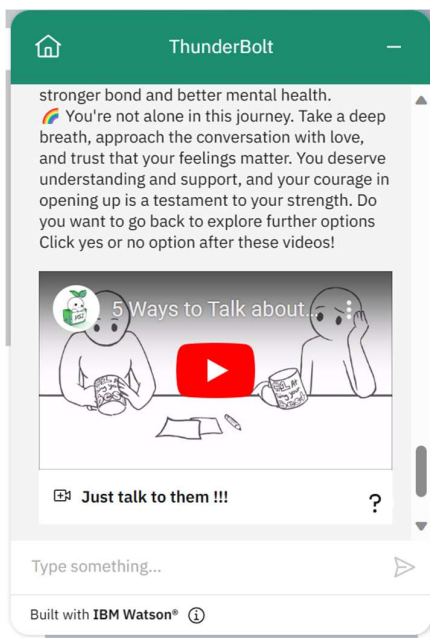 ThunderBolt
stronger bond and better mental health.
🌈 You're not alone in this journey. Take a deep
breath, approach the conversation with love,
and trust that your feelings matter. You deserve
understanding and support, and your courage in
opening up is a testament to your strength. Do
you want to go back to explore further options
Click yes or no option after these videos!
5 Ways to Talk about...
Just talk to them !!!
?
Type something...
Built with IBM Watson®